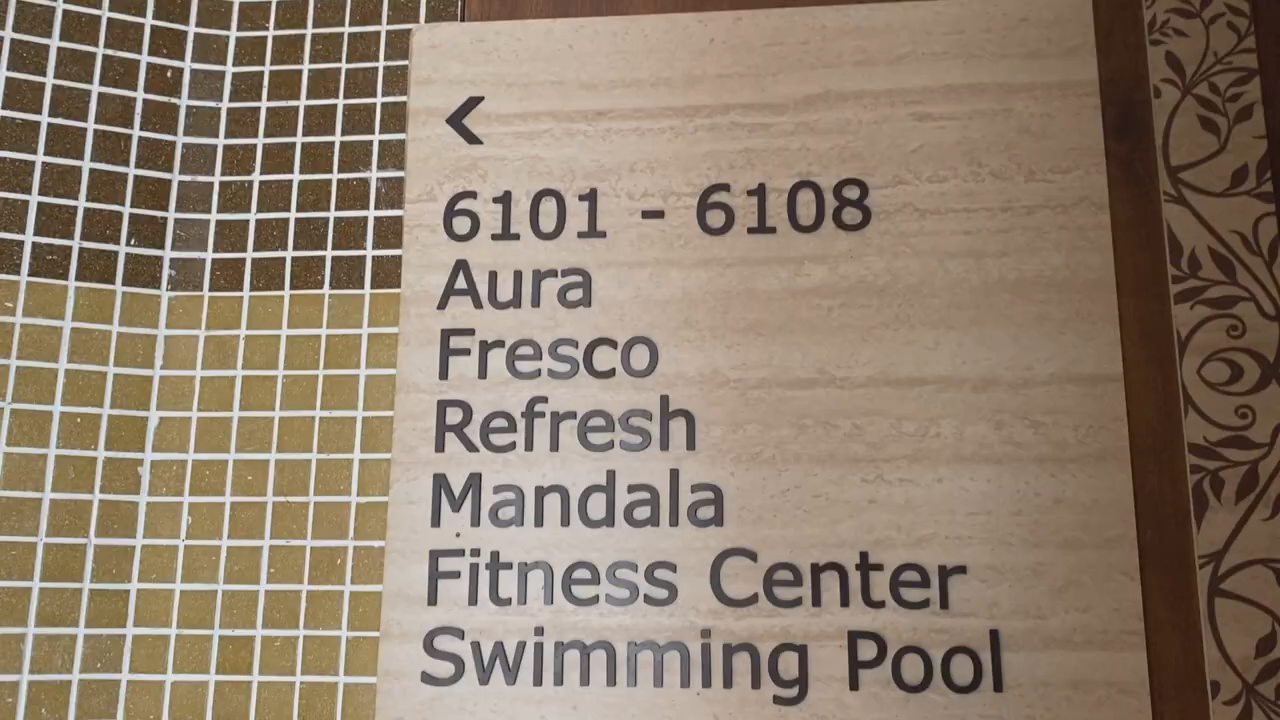 <
6101 - 6108
Aura
Fresco
Refresh
Mandala
Fitness Center
Swimming Pool